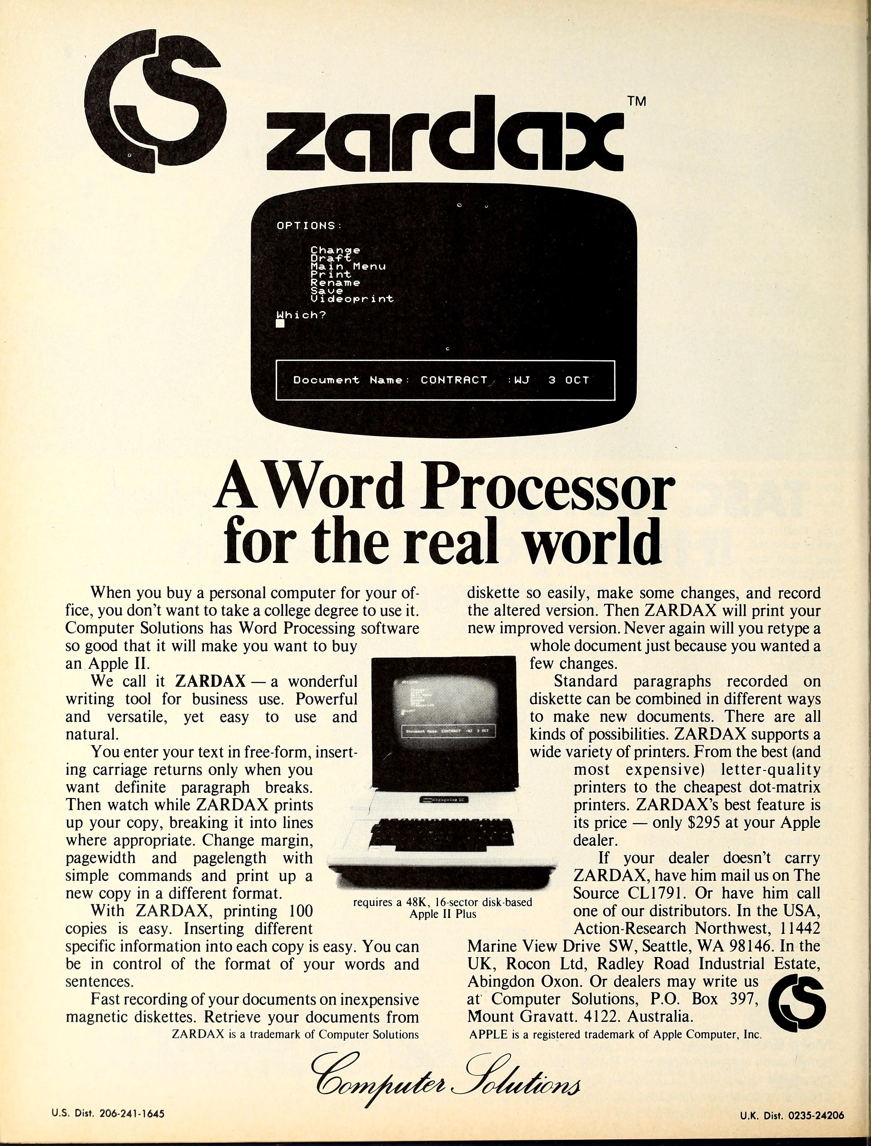 CS zardax™
OPTIONS:
Change
Draft
Main Menu
Print
Rename
Save
Videoprint
Which?
Document Name: CONTRACT :WJ 3 OCT
A Word Processor
for the real world
When you buy a personal computer for your of-
fice, you don't want to take a college degree to use it.
Computer Solutions has Word Processing software
so good that it will make you want to buy
an Apple II.
We call it ZARDAX — a wonderful
writing tool for business use. Powerful
and versatile, yet easy to use and
natural.
You enter your text in free-form, insert-
ing carriage returns only when you
want definite paragraph breaks.
Then watch while ZARDAX prints
up your copy, breaking it into lines
where appropriate. Change margin,
pagewidth and pagelength with
simple commands and print up a
new copy in a different format.
With ZARDAX, printing 100
copies is easy. Inserting different
specific information into each copy is easy. You can
be in control of the format of your words and
sentences.
Fast recording of your documents on inexpensive
magnetic diskettes. Retrieve your documents from
ZARDAX is a trademark of Computer Solutions
requires a 48K, 16-sector disk-based
Apple II Plus
diskette so easily, make some changes, and record
the altered version. Then ZARDAX will print your
new improved version. Never again will you retype a
whole document just because you wanted a
few changes.
Standard paragraphs recorded on
diskette can be combined in different ways
to make new documents. There are all
kinds of possibilities. ZARDAX supports a
wide variety of printers. From the best (and
most expensive) letter-quality
printers to the cheapest dot-matrix
printers. ZARDAX's best feature is
its price — only $295 at your Apple
dealer.
If your dealer doesn't carry
ZARDAX, have him mail us on The
Source CL1791. Or have him call
one of our distributors. In the USA,
Action-Research Northwest, 11442
Marine View Drive SW, Seattle, WA 98146. In the
UK, Rocon Ltd, Radley Road Industrial Estate,
Abingdon Oxon. Or dealers may write us
at Computer Solutions, P.O. Box 397,
Mount Gravatt. 4122. Australia.
CS
APPLE is a registered trademark of Apple Computer, Inc.
Computer Solutions
U.S. Dist. 206-241-1645
U.K. Dist. 0235-24206